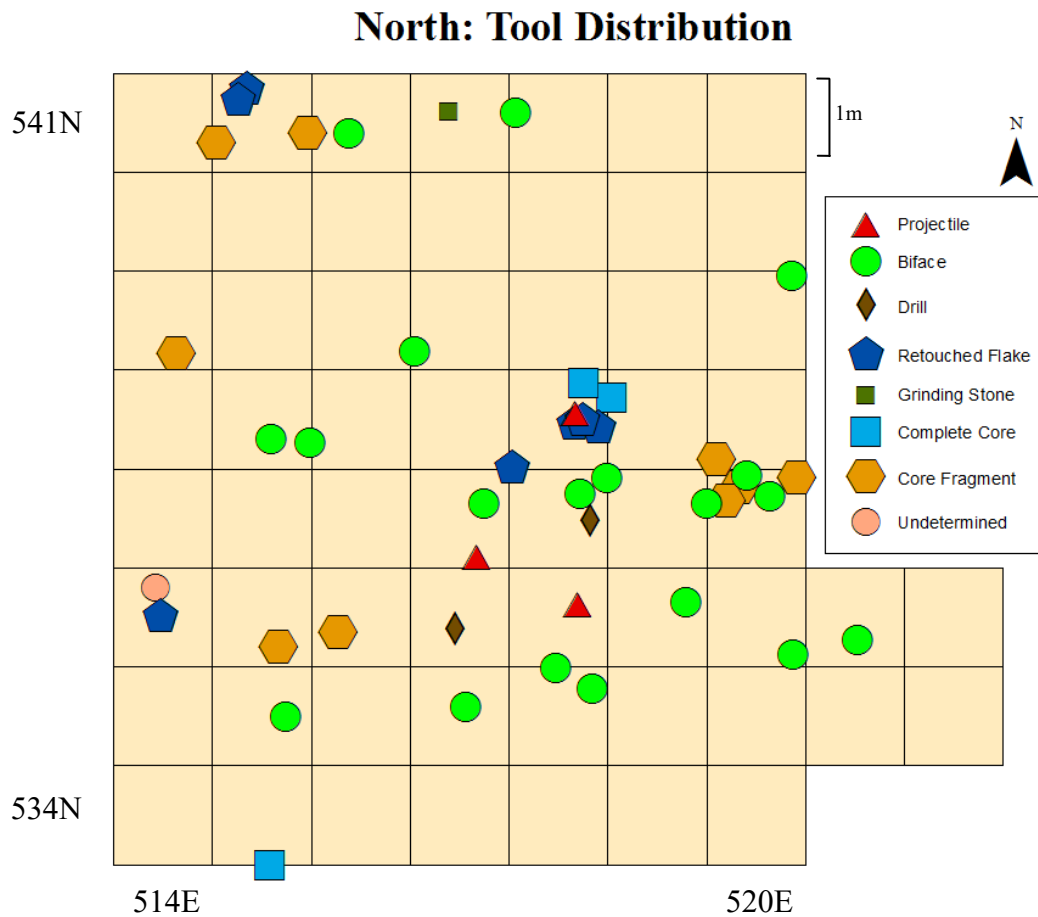 North: Tool Distribution
541N
1m
N
Projectile
Biface
Drill
Retouched Flake
Grinding Stone
Complete Core
Core Fragment
Undetermined
534N
514E
520E